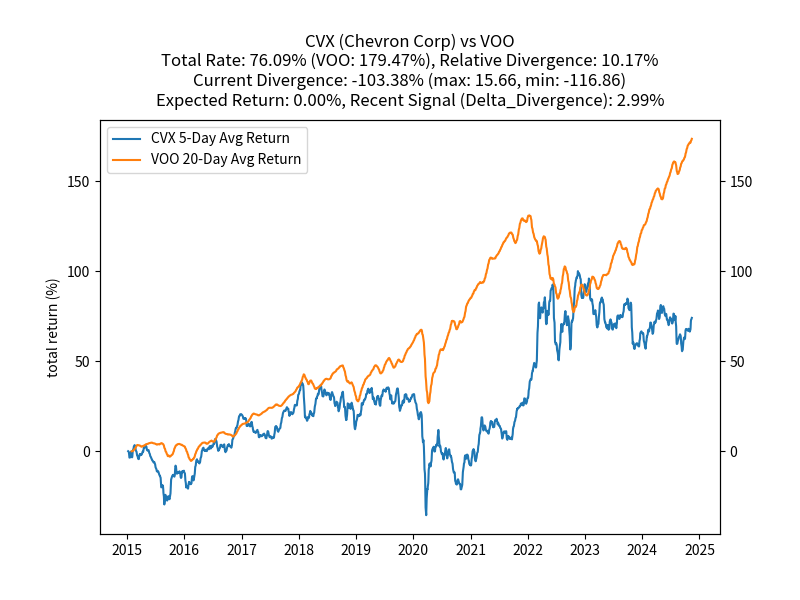 CVX (Chevron Corp) vs VOO
Total Rate: 76.09% (VOO: 179.47%), Relative Divergence: 10.17%
Current Divergence: -103.38% (max: 15.66, min: -116.86)
Expected Return: 0.00%, Recent Signal (Delta_Divergence): 2.99%
CVX 5-Day Avg Return
VOO 20-Day Avg Return
total return (%)
150 150
100 100
50 50
0 0
2015 2016 2017 2018 2019 2020 2021 2022 2023 2024 2025